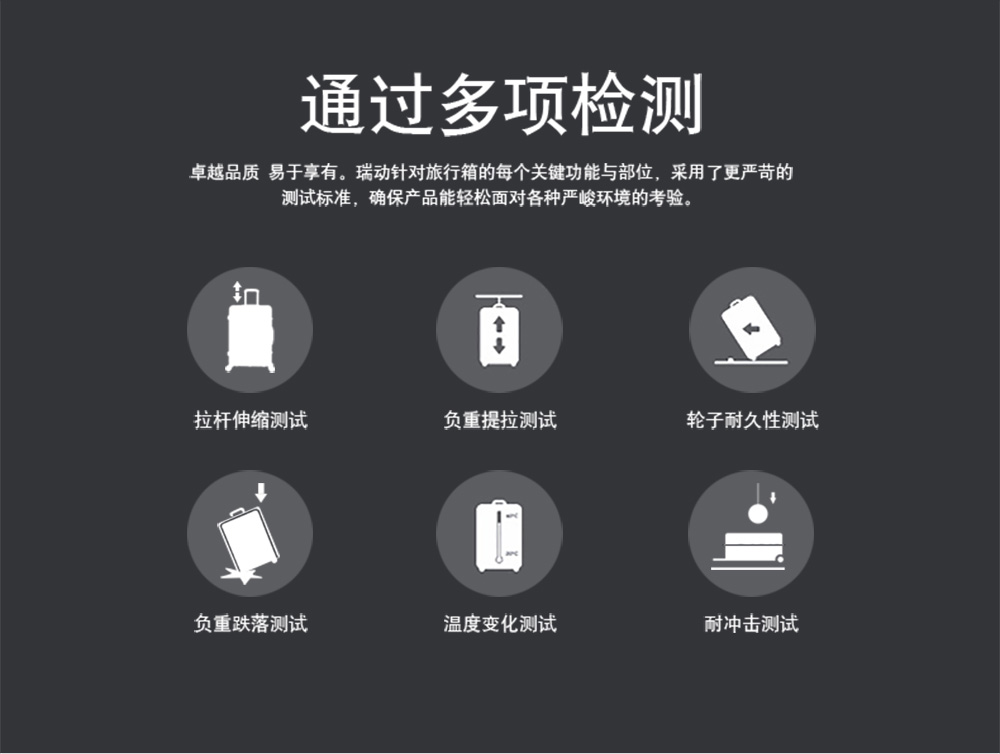 通过多项检测
卓越品质 易于享有。瑞动针对旅行箱的每个关键功能与部位，采用了更严苛的
测试标准，确保产品能轻松面对各种严峻环境的考验。
拉杆伸缩测试
负重提拉测试
轮子耐久性测试
负重跌落测试
温度变化测试
耐冲击测试